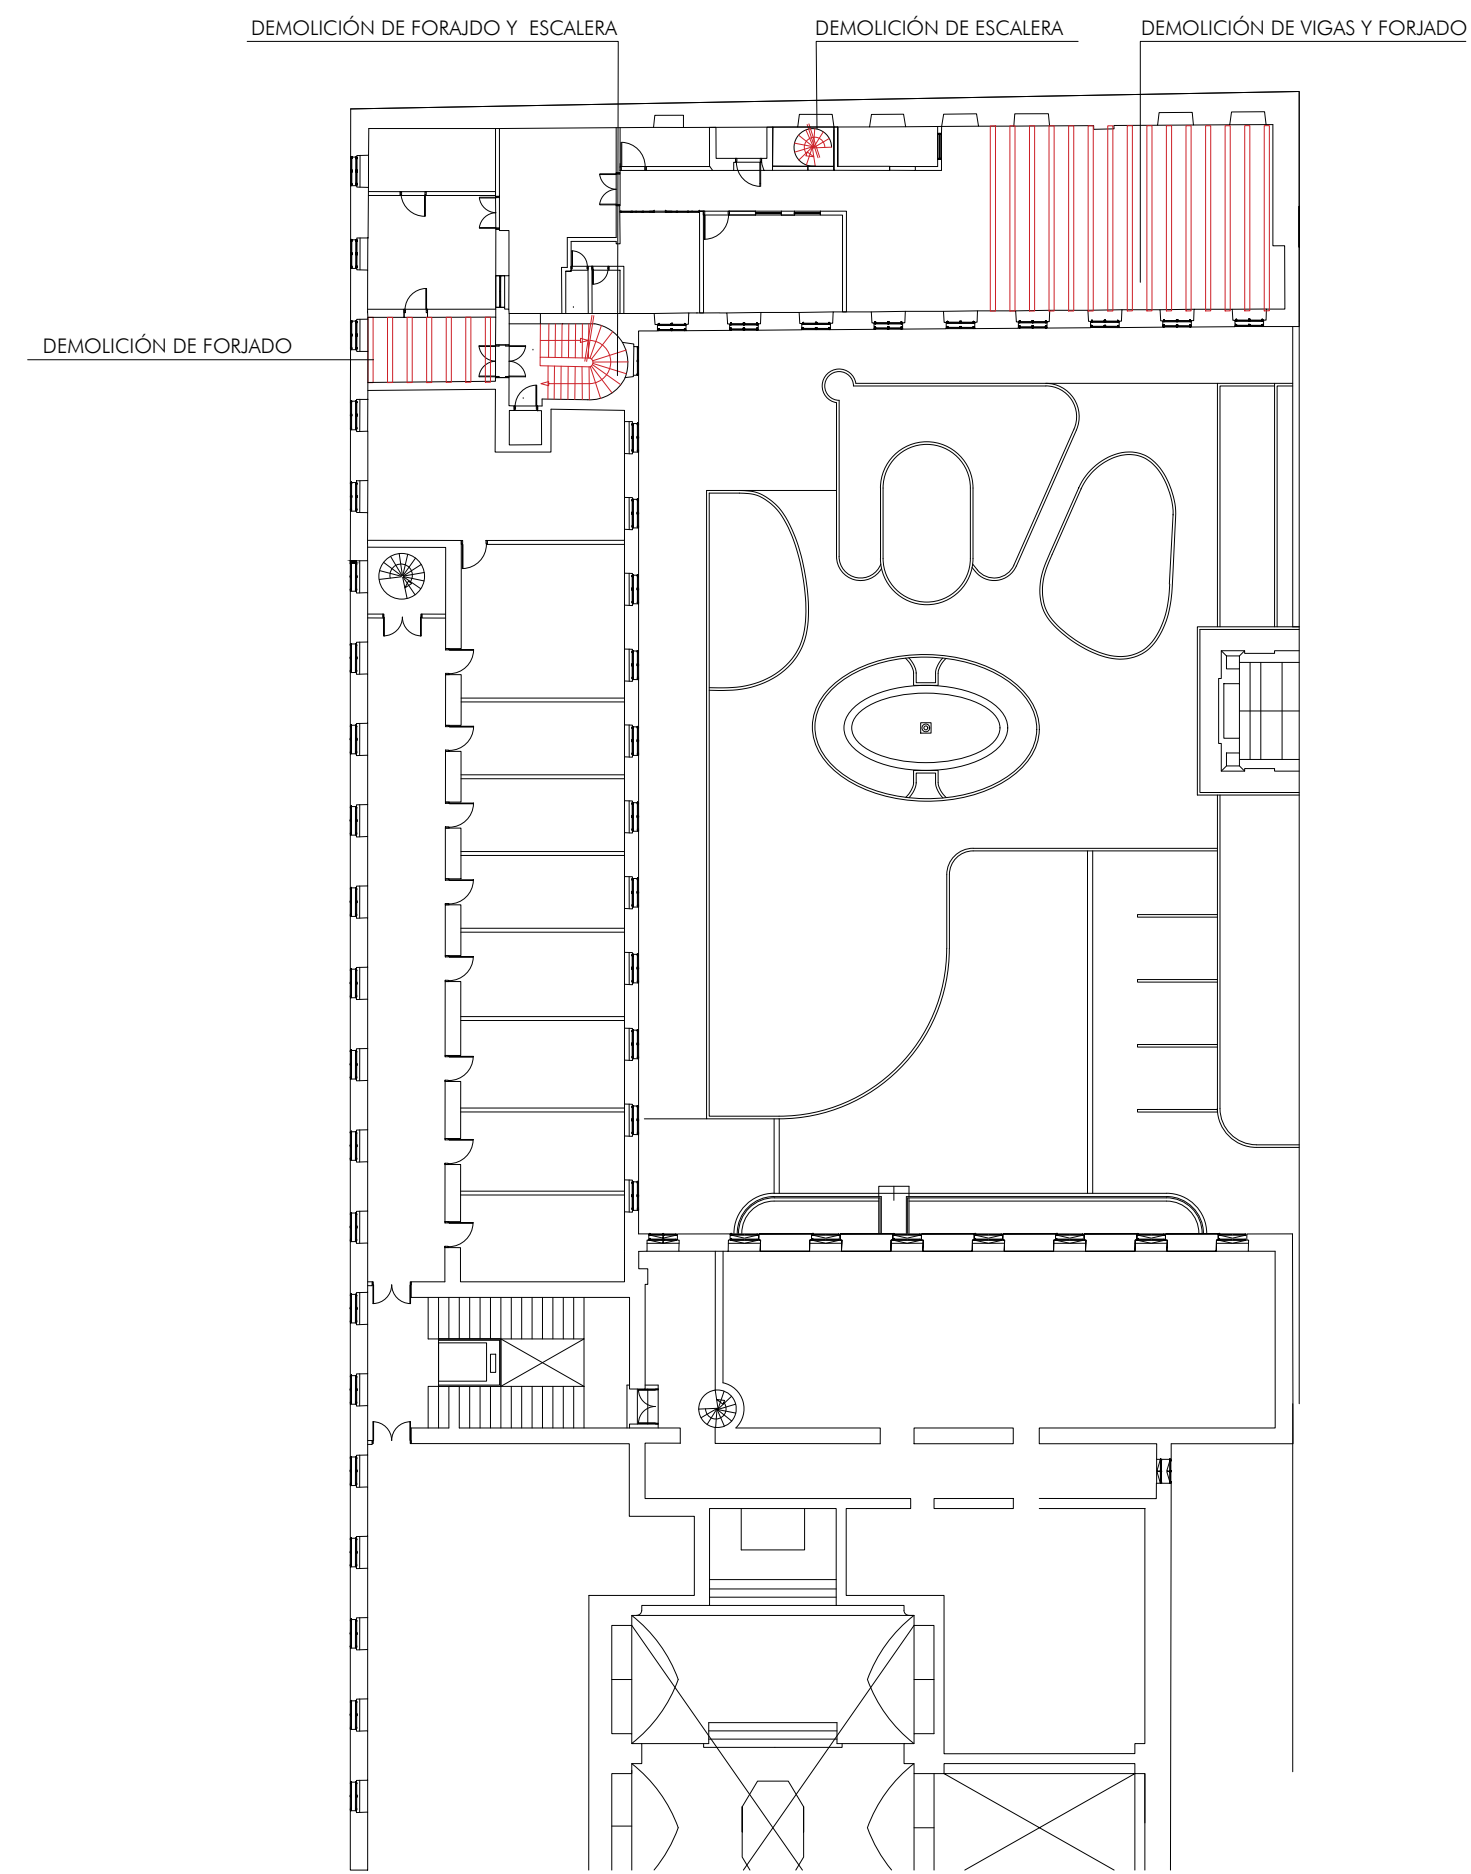 DEMOLICIÓN DE FORAJDO Y ESCALERA
DEMOLICIÓN DE ESCALERA
DEMOLICIÓN DE VIGAS Y FORJADO
DEMOLICIÓN DE FORJADO